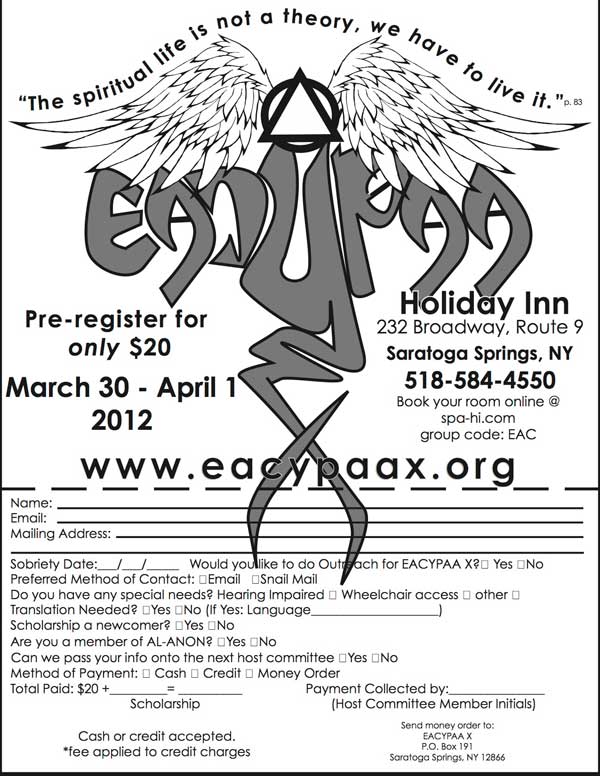 “The spiritual life is not a theory, we have to live it.” p. 83
EACYPAA
X
Pre-register for
only $20
March 30 - April 1
2012
Holiday Inn
232 Broadway, Route 9
Saratoga Springs, NY
518-584-4550
Book your room online @
spa-hi.com
group code: EAC
www.eacypaax.org
Name:
Email:
Mailing Address:
Sobriety Date:___/___/_____ Would you like to do Outreach for EACYPAA X?□ Yes □No
Preferred Method of Contact: □Email □Snail Mail
Do you have any special needs? Hearing Impaired □ Wheelchair access □ other □
Translation Needed? □Yes □No (If Yes: Language____________________)
Scholarship a newcomer? □Yes □No
Are you a member of AL-ANON? □Yes □No
Can we pass your info onto the next host committee □Yes □No
Method of Payment: □ Cash □ Credit □ Money Order
Total Paid: $20 +_________= __________ Payment Collected by:_______________
Scholarship (Host Committee Member Initials)
Cash or credit accepted.
*fee applied to credit charges
Send money order to:
EACYPAA X
P.O. Box 191
Saratoga Springs, NY 12866